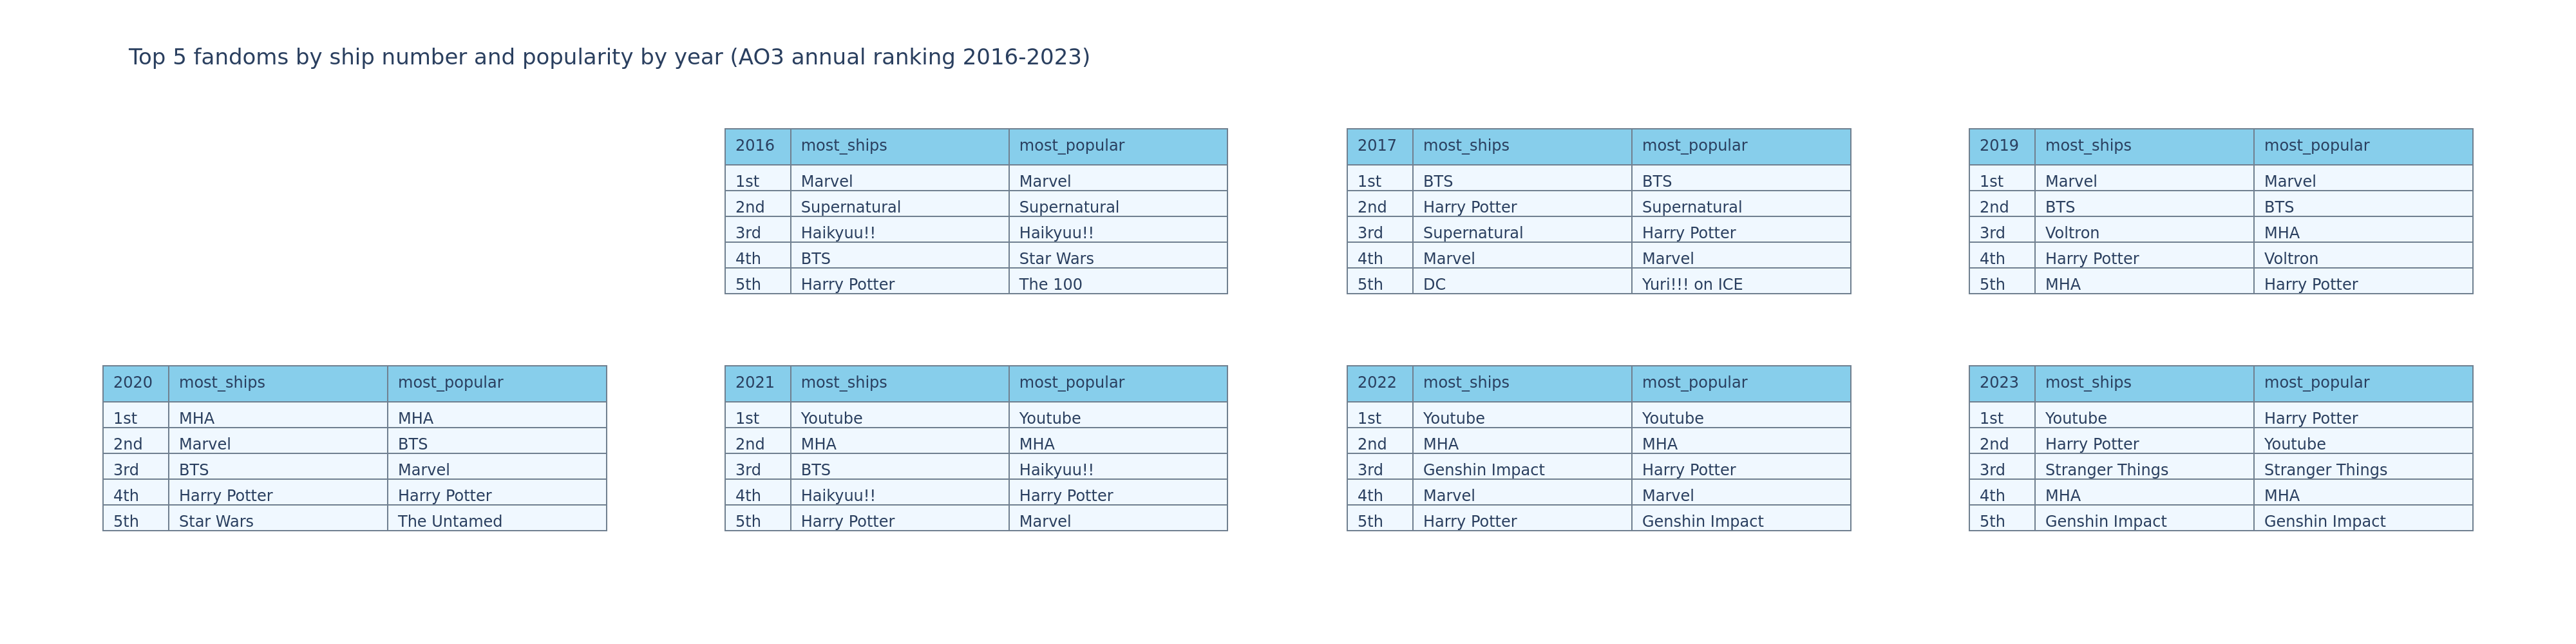 Top 5 fandoms by ship number and popularity by year (AO3 annual ranking 2016-2023)
2016 most_ships most_popular
1st Marvel Marvel
2nd Supernatural Supernatural
3rd Haikyuu!! Haikyuu!!
4th BTS Star Wars
5th Harry Potter The 100
2017 most_ships most_popular
1st BTS BTS
2nd Harry Potter Supernatural
3rd Supernatural Harry Potter
4th Marvel Marvel
5th DC Yuri!!! on ICE
2019 most_ships most_popular
1st Marvel Marvel
2nd BTS BTS
3rd Voltron MHA
4th Harry Potter Voltron
5th MHA Harry Potter
2020 most_ships most_popular
1st MHA MHA
2nd Marvel BTS
3rd BTS Marvel
4th Harry Potter Harry Potter
5th Star Wars The Untamed
2021 most_ships most_popular
1st Youtube Youtube
2nd MHA MHA
3rd BTS Haikyuu!!
4th Haikyuu!! Harry Potter
5th Harry Potter Marvel
2022 most_ships most_popular
1st Youtube Youtube
2nd MHA MHA
3rd Genshin Impact Harry Potter
4th Marvel Marvel
5th Harry Potter Genshin Impact
2023 most_ships most_popular
1st Youtube Harry Potter
2nd Harry Potter Youtube
3rd Stranger Things Stranger Things
4th MHA MHA
5th Genshin Impact Genshin Impact